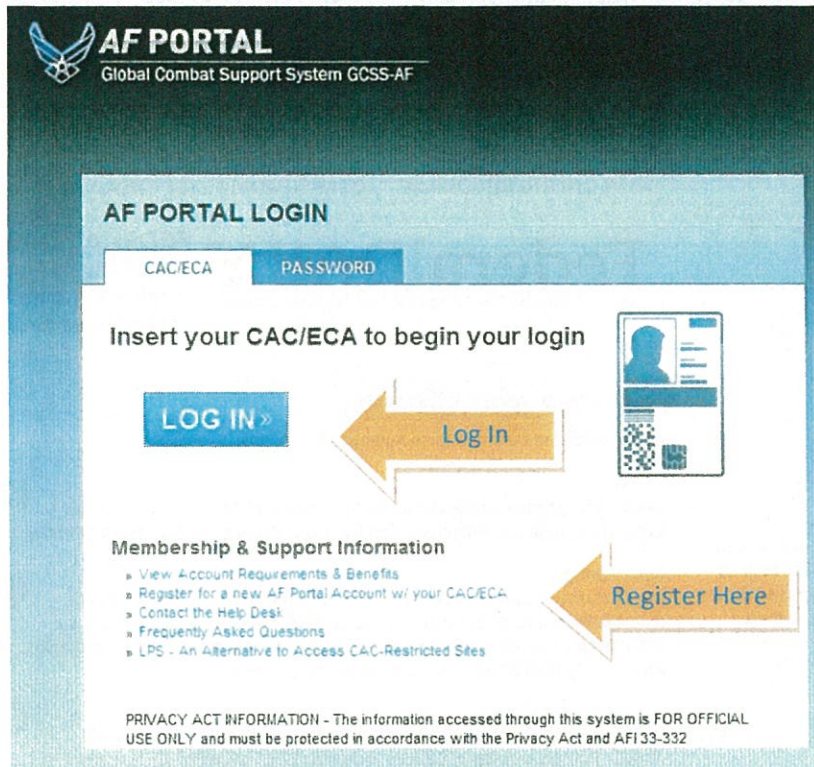 AF PORTAL
Global Combat Support System GCSS-AF
AF PORTAL LOGIN
CAC/ECA
PASSWORD
Insert your CAC/ECA to begin your login
LOG IN »
Log In
Membership & Support Information
» View Account Requirements & Benefits
» Register for a new AF Portal Account w/ your CAC/ECA
Register Here
» Contact the Help Desk
» Frequently Asked Questions
» LPS - An Alternative to Access CAC-Restricted Sites
PRIVACY ACT INFORMATION - The information accessed through this system is FOR OFFICIAL
USE ONLY and must be protected in accordance with the Privacy Act and AFI 33-332